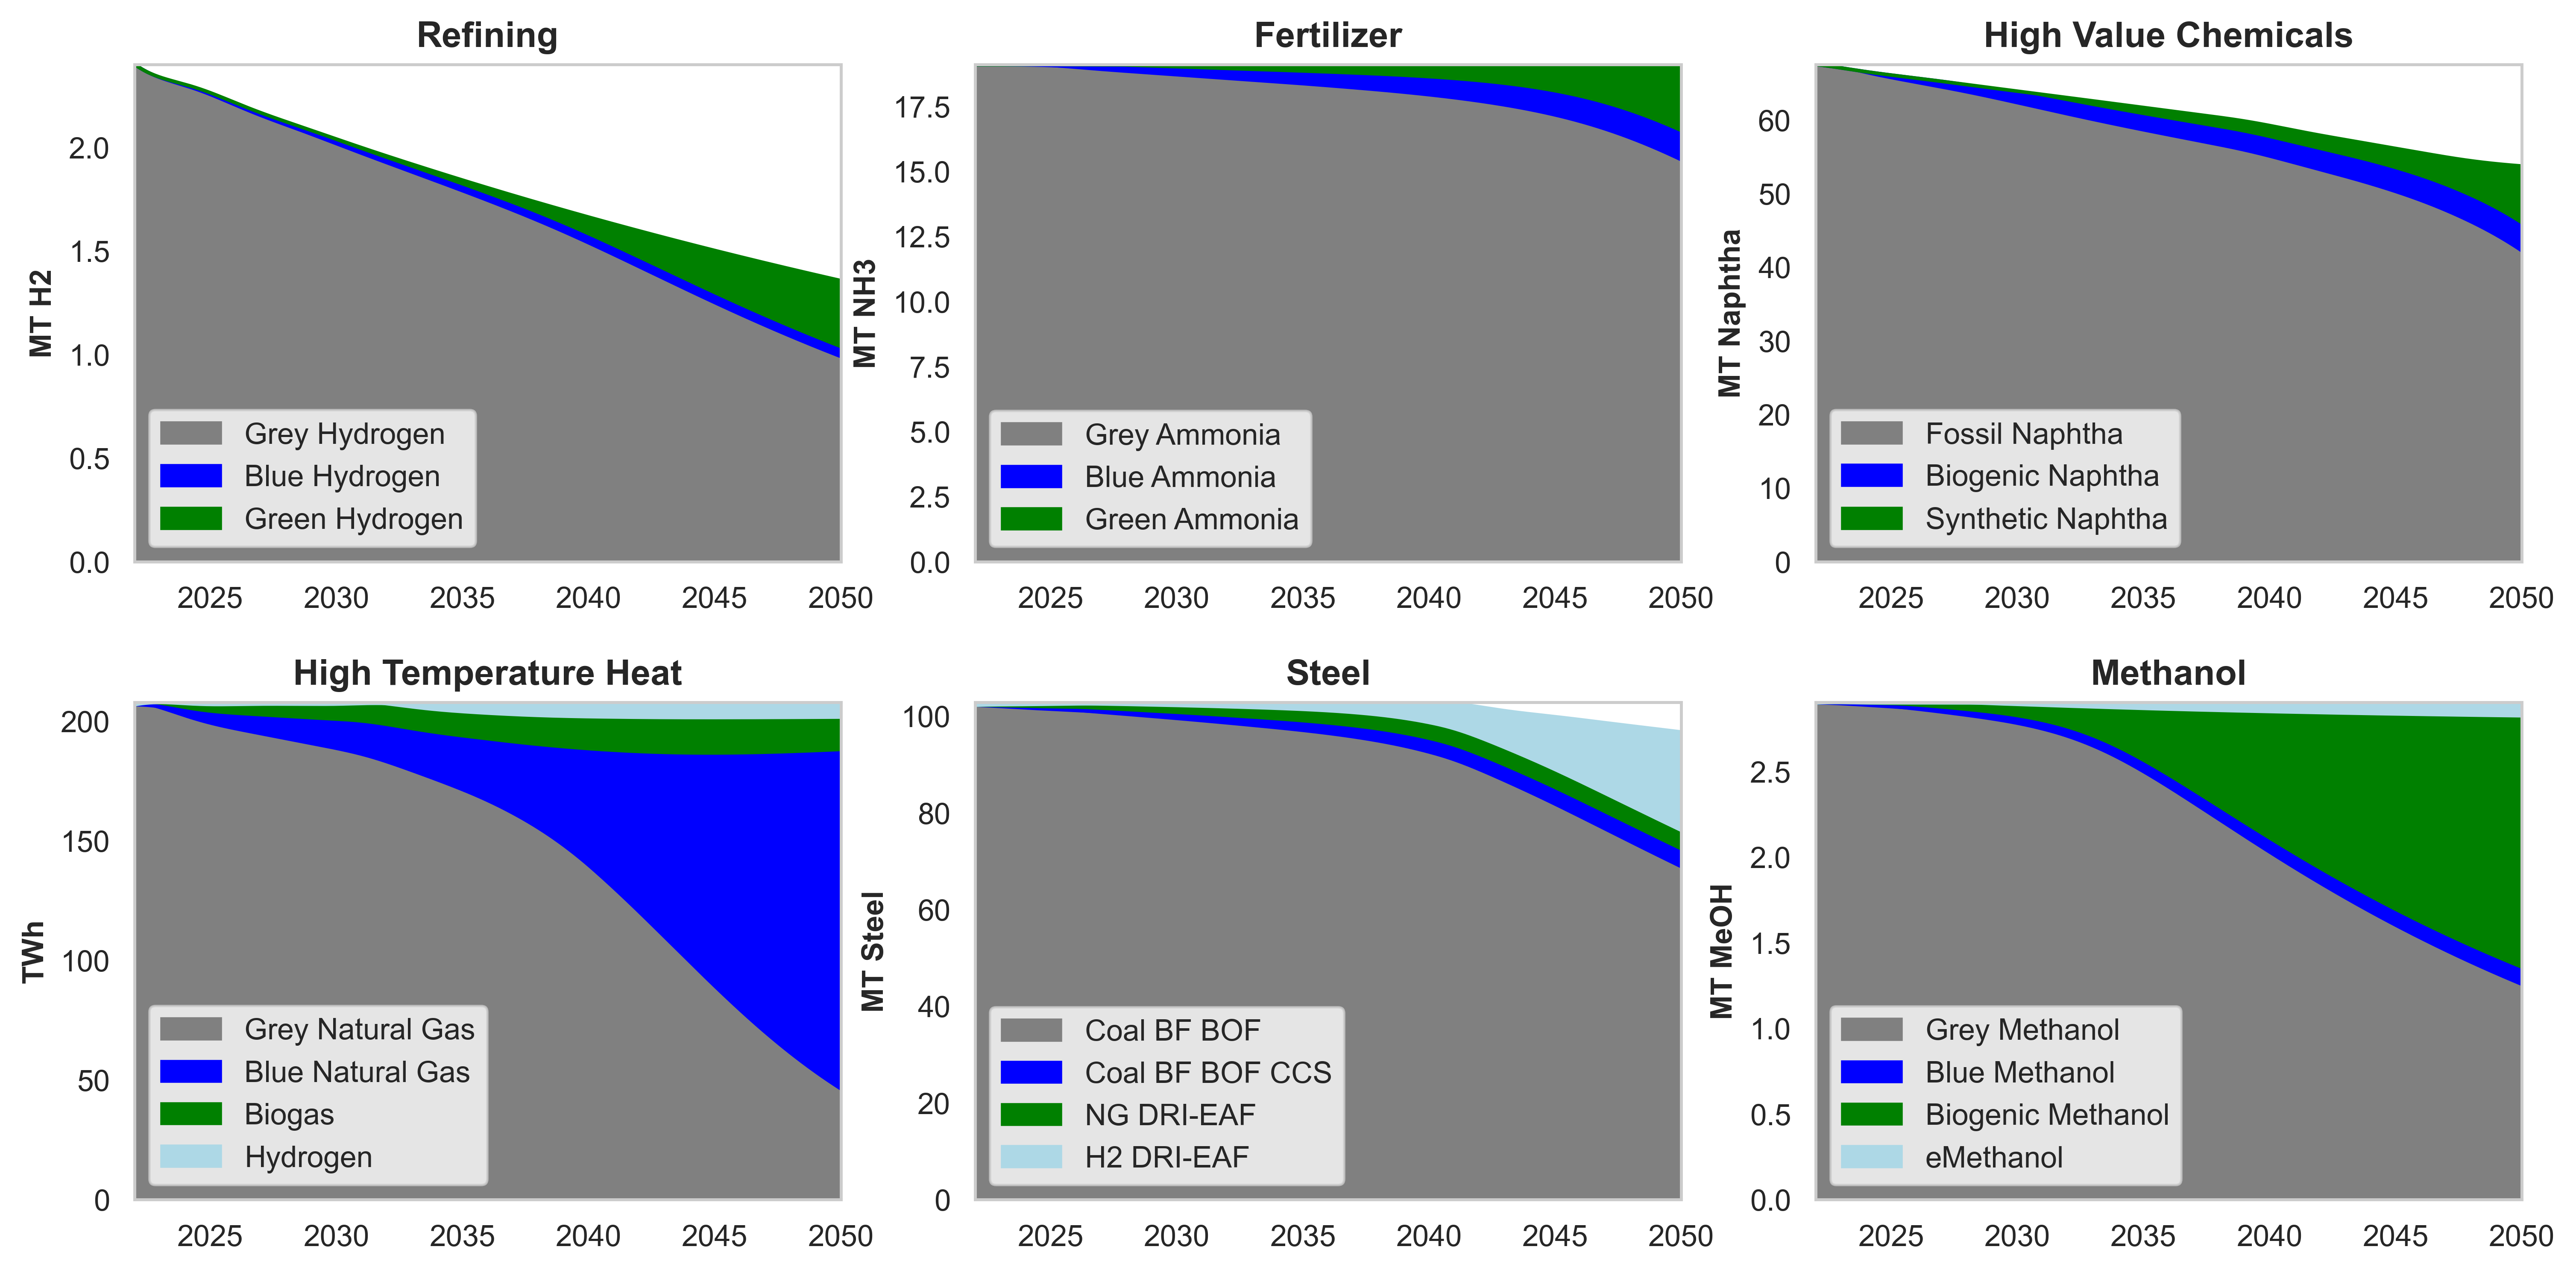 Refining
MT H2
2.0
1.5
1.0
0.5
0.0
Grey Hydrogen
Blue Hydrogen
Green Hydrogen
2025 2030 2035 2040 2045 2050
Fertilizer
MT NH3
17.5
15.0
12.5
10.0
7.5
5.0
2.5
0.0
Grey Ammonia
Blue Ammonia
Green Ammonia
2025 2030 2035 2040 2045 2050
High Value Chemicals
MT Naphtha
60
50
40
30
20
10
0
Fossil Naphtha
Biogenic Naphtha
Synthetic Naphtha
2025 2030 2035 2040 2045 2050
High Temperature Heat
TWh
200
150
100
50
0
Grey Natural Gas
Blue Natural Gas
Biogas
Hydrogen
2025 2030 2035 2040 2045 2050
Steel
MT Steel
100
80
60
40
20
0
Coal BF BOF
Coal BF BOF CCS
NG DRI-EAF
H2 DRI-EAF
2025 2030 2035 2040 2045 2050
Methanol
MT MeOH
2.5
2.0
1.5
1.0
0.5
0.0
Grey Methanol
Blue Methanol
Biogenic Methanol
eMethanol
2025 2030 2035 2040 2045 2050